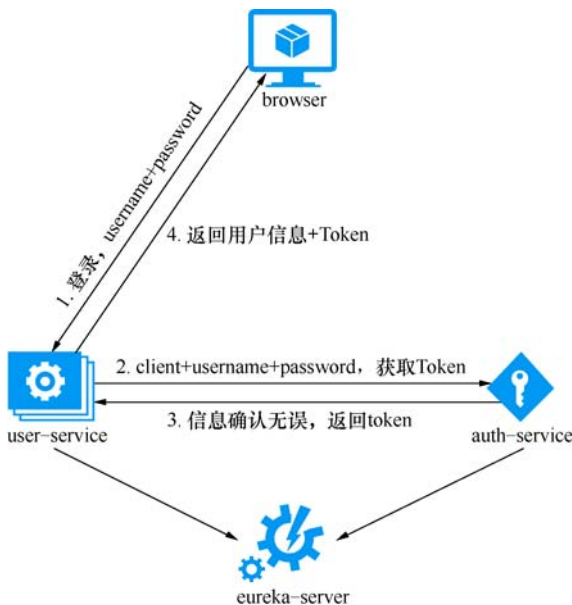 browser
1. 登录，username+password
4. 返回用户信息+Token
2. client+username+password，获取Token
3. 信息确认无误，返回token
user-service
auth-service
eureka-server